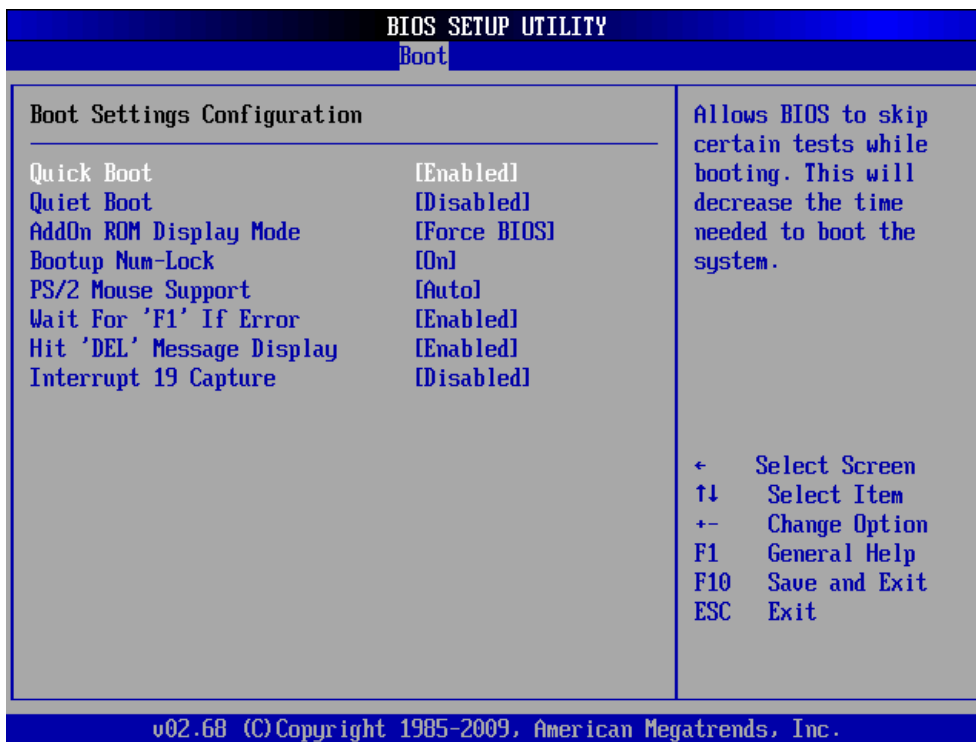 BIOS SETUP UTILITY
Boot
Boot Settings Configuration
Quick Boot [Enabled]
Quiet Boot [Disabled]
AddOn ROM Display Mode [Force BIOS]
Bootup Num-Lock [On]
PS/2 Mouse Support [Auto]
Wait For 'F1' If Error [Enabled]
Hit 'DEL' Message Display [Enabled]
Interrupt 19 Capture [Disabled]
Allows BIOS to skip
certain tests while
booting. This will
decrease the time
needed to boot the
system.
← Select Screen
↑↓ Select Item
+- Change Option
F1 General Help
F10 Save and Exit
ESC Exit
v02.68 (C)Copyright 1985-2009, American Megatrends, Inc.